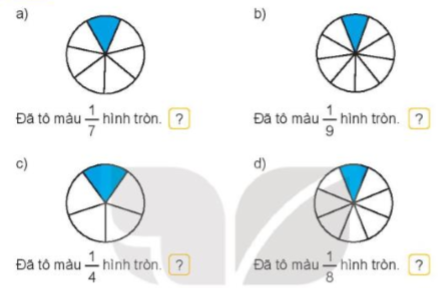 a)
b)
Đã tô màu 1/7 hình tròn. ?
Đã tô màu 1/9 hình tròn. ?
c)
d)
Đã tô màu 1/4 hình tròn. ?
Đã tô màu 1/8 hình tròn. ?